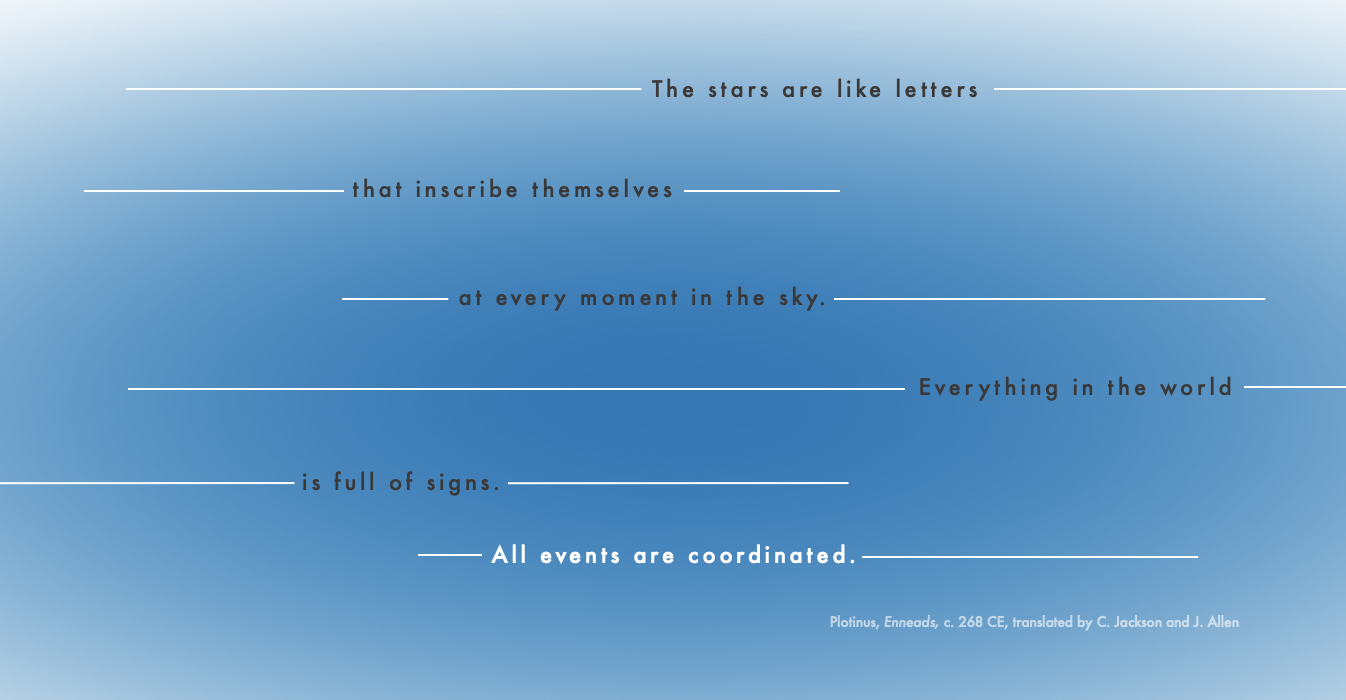 The stars are like letters
that inscribe themselves
at every moment in the sky.
Everything in the world
is full of signs.
All events are coordinated.
Plotinus, Enneads, c. 268 CE, translated by C. Jackson and J. Allen